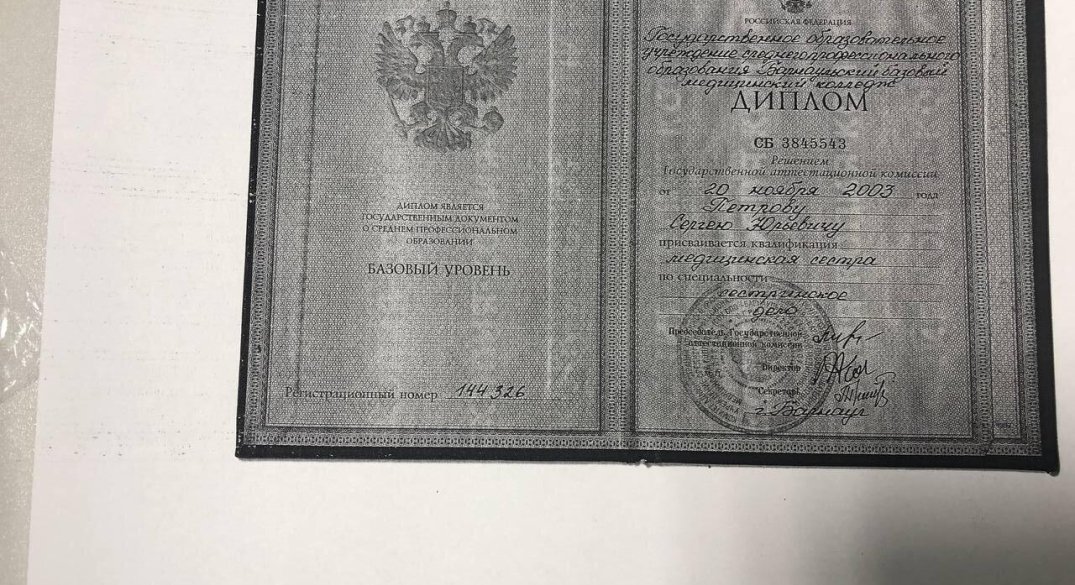 ДИПЛОМ ЯВЛЯЕТСЯ
ГОСУДАРСТВЕННЫМ ДОКУМЕНТОМ
О СРЕДНЕМ ПРОФЕССИОНАЛЬНОМ
ОБРАЗОВАНИИ
БАЗОВЫЙ УРОВЕНЬ
Регистрационный номер 144326
РОССИЙСКАЯ ФЕДЕРАЦИЯ
Государственное образовательное
учреждение среднего профессионального
образования Барнаульский базовый
медицинский колледж
ДИПЛОМ
СБ 3845543
Решением
Государственной аттестационной комиссии
от 20 ноября 2003 года
Петрову
Сергею Юрьевичу
присваивается квалификация
медицинская сестра
по специальности
сестринское
дело
Председатель Государственной
аттестационной комиссии
Директор
Секретарь
г. Барнаул